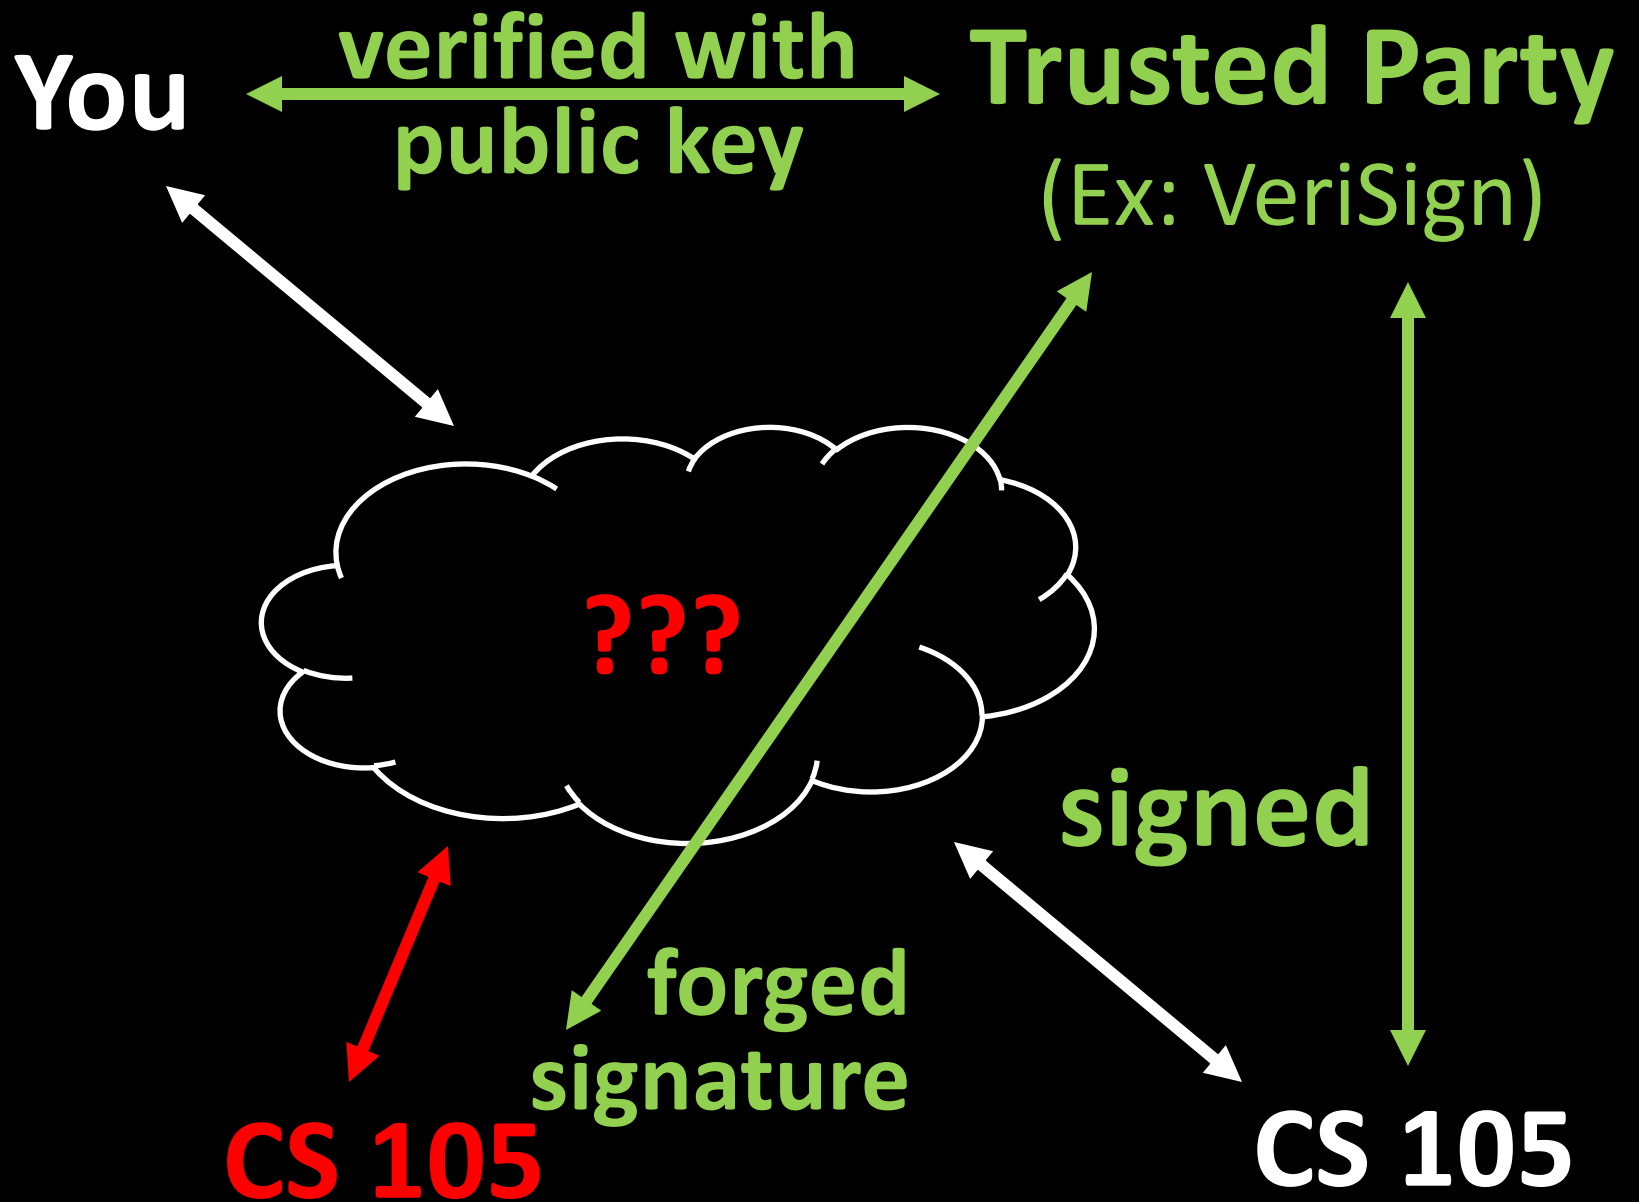 You
verified with
public key
Trusted Party
(Ex: VeriSign)
???
signed
forged
signature
CS 105
CS 105